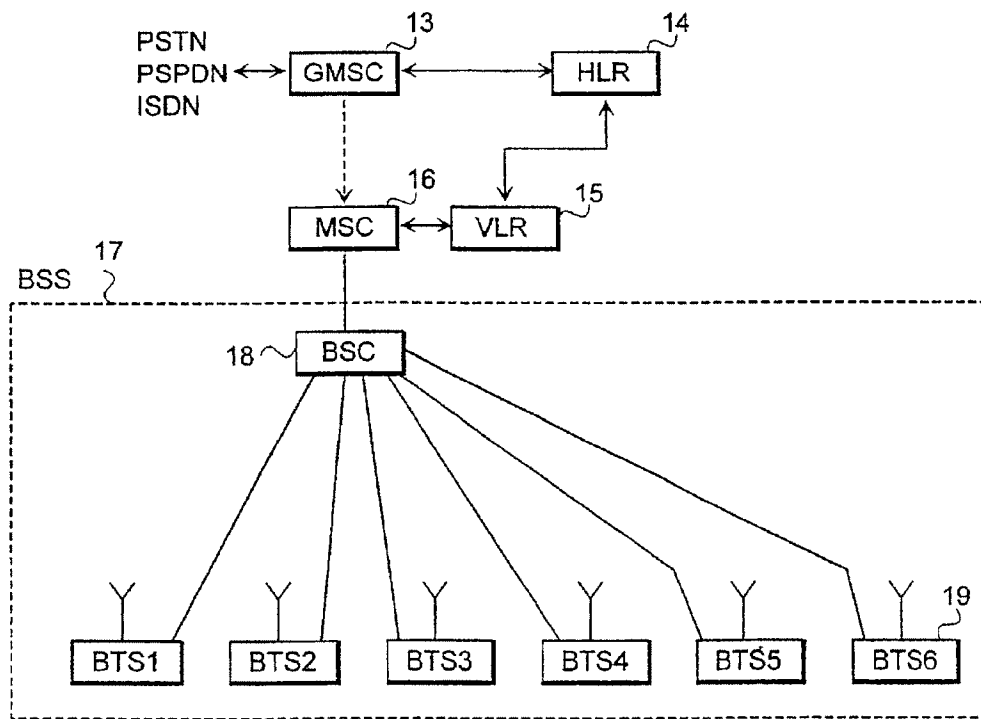 PSTN
PSPDN
ISDN
13
GMSC
14
HLR
16
MSC
15
VLR
17
BSS
18
BSC
19
BTS1
BTS2
BTS3
BTS4
BTS5
BTS6